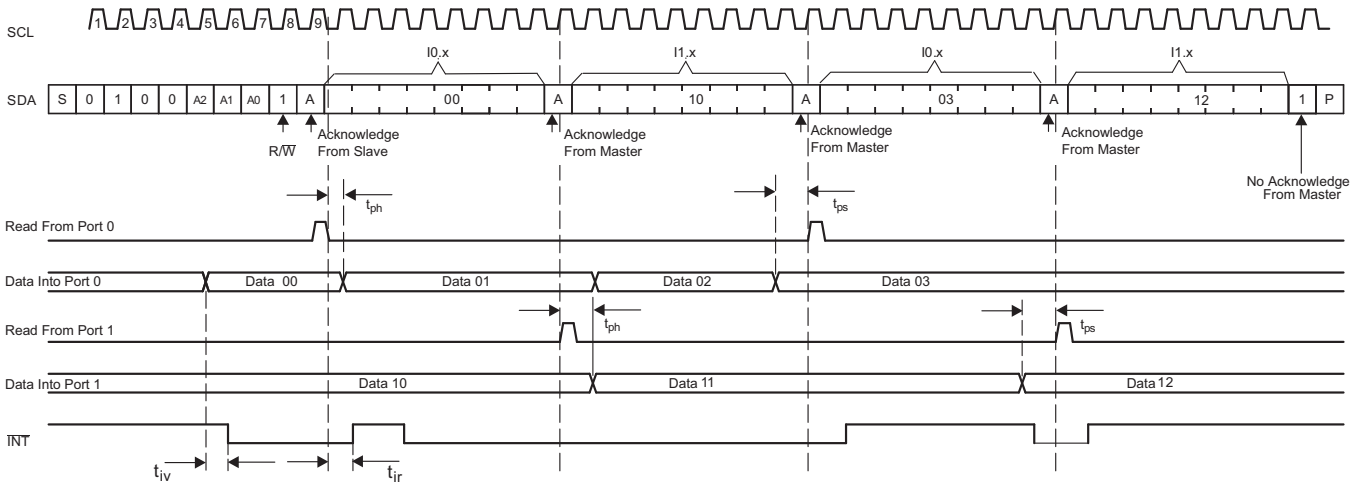 SCL
1 2 3 4 5 6 7 8 9
I0.x I1.x I0.x I1.x
SDA S 0 1 0 0 A2 A1 A0 1 A 00 A 10 A 03 A 12 1 P
R/W̅
Acknowledge
From Slave
Acknowledge
From Master
Acknowledge
From Master
Acknowledge
From Master
No Acknowledge
From Master
tph
tps
Read From Port 0
Data Into Port 0 Data 00 Data 01 Data 02 Data 03
Read From Port 1
tph
tps
Data Into Port 1 Data 10 Data 11 Data 12
I̅N̅T̅
tiv
tir